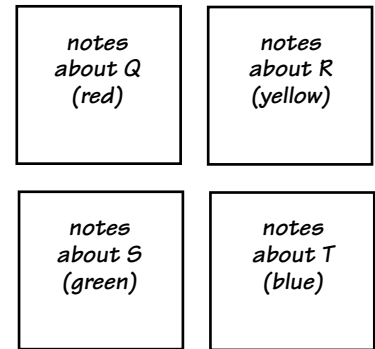 notes
about Q
(red)
notes
about R
(yellow)
notes
about S
(green)
notes
about T
(blue)